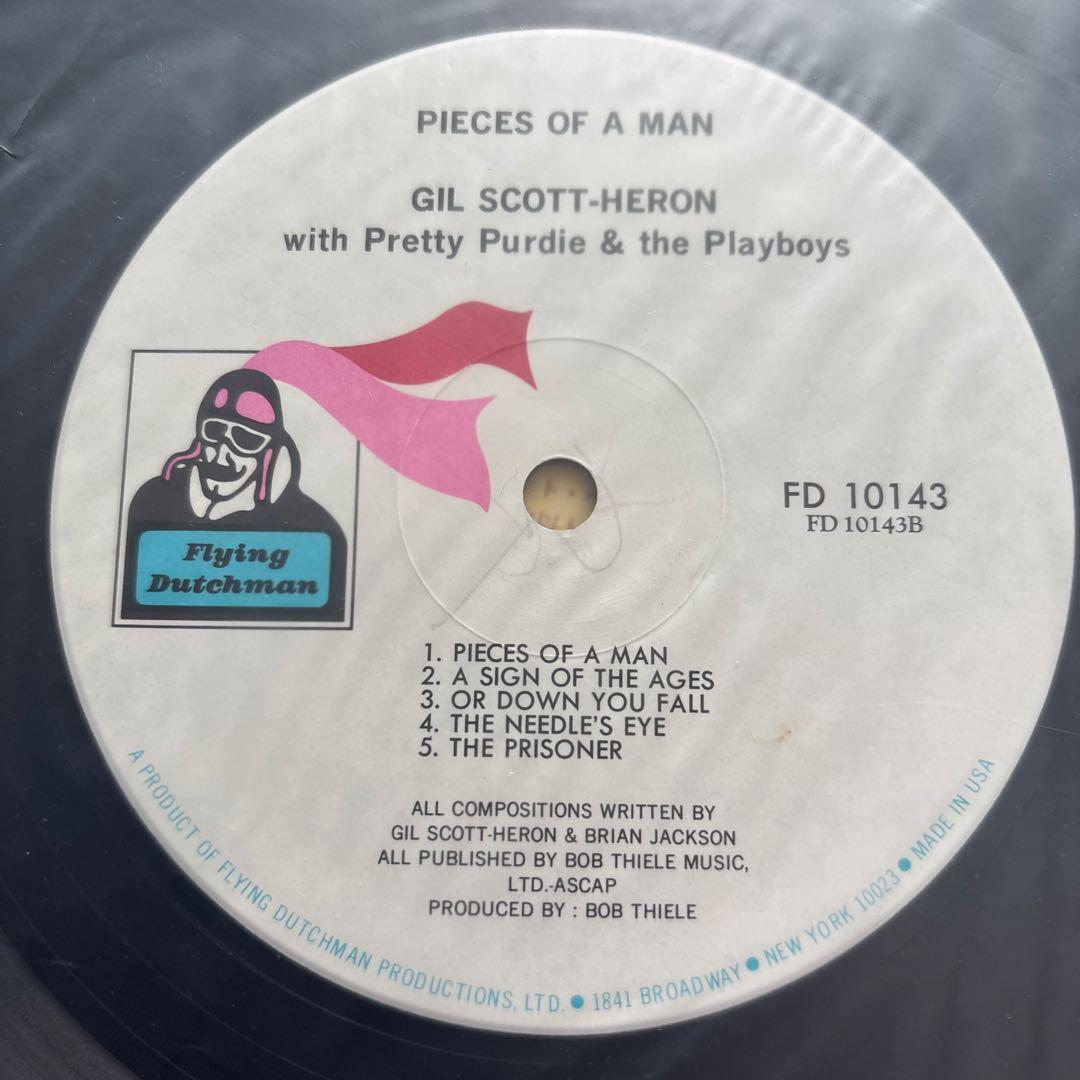 PIECES OF A MAN
GIL SCOTT-HERON
with Pretty Purdie & the Playboys
Flying
Dutchman
FD 10143
FD 10143B
1. PIECES OF A MAN
2. A SIGN OF THE AGES
3. OR DOWN YOU FALL
4. THE NEEDLE'S EYE
5. THE PRISONER
ALL COMPOSITIONS WRITTEN BY
GIL SCOTT-HERON & BRIAN JACKSON
ALL PUBLISHED BY BOB THIELE MUSIC,
LTD.-ASCAP
PRODUCED BY : BOB THIELE
A PRODUCT OF FLYING DUTCHMAN PRODUCTIONS, LTD. ● 1841 BROADWAY ● NEW YORK 10023 ● MADE IN USA